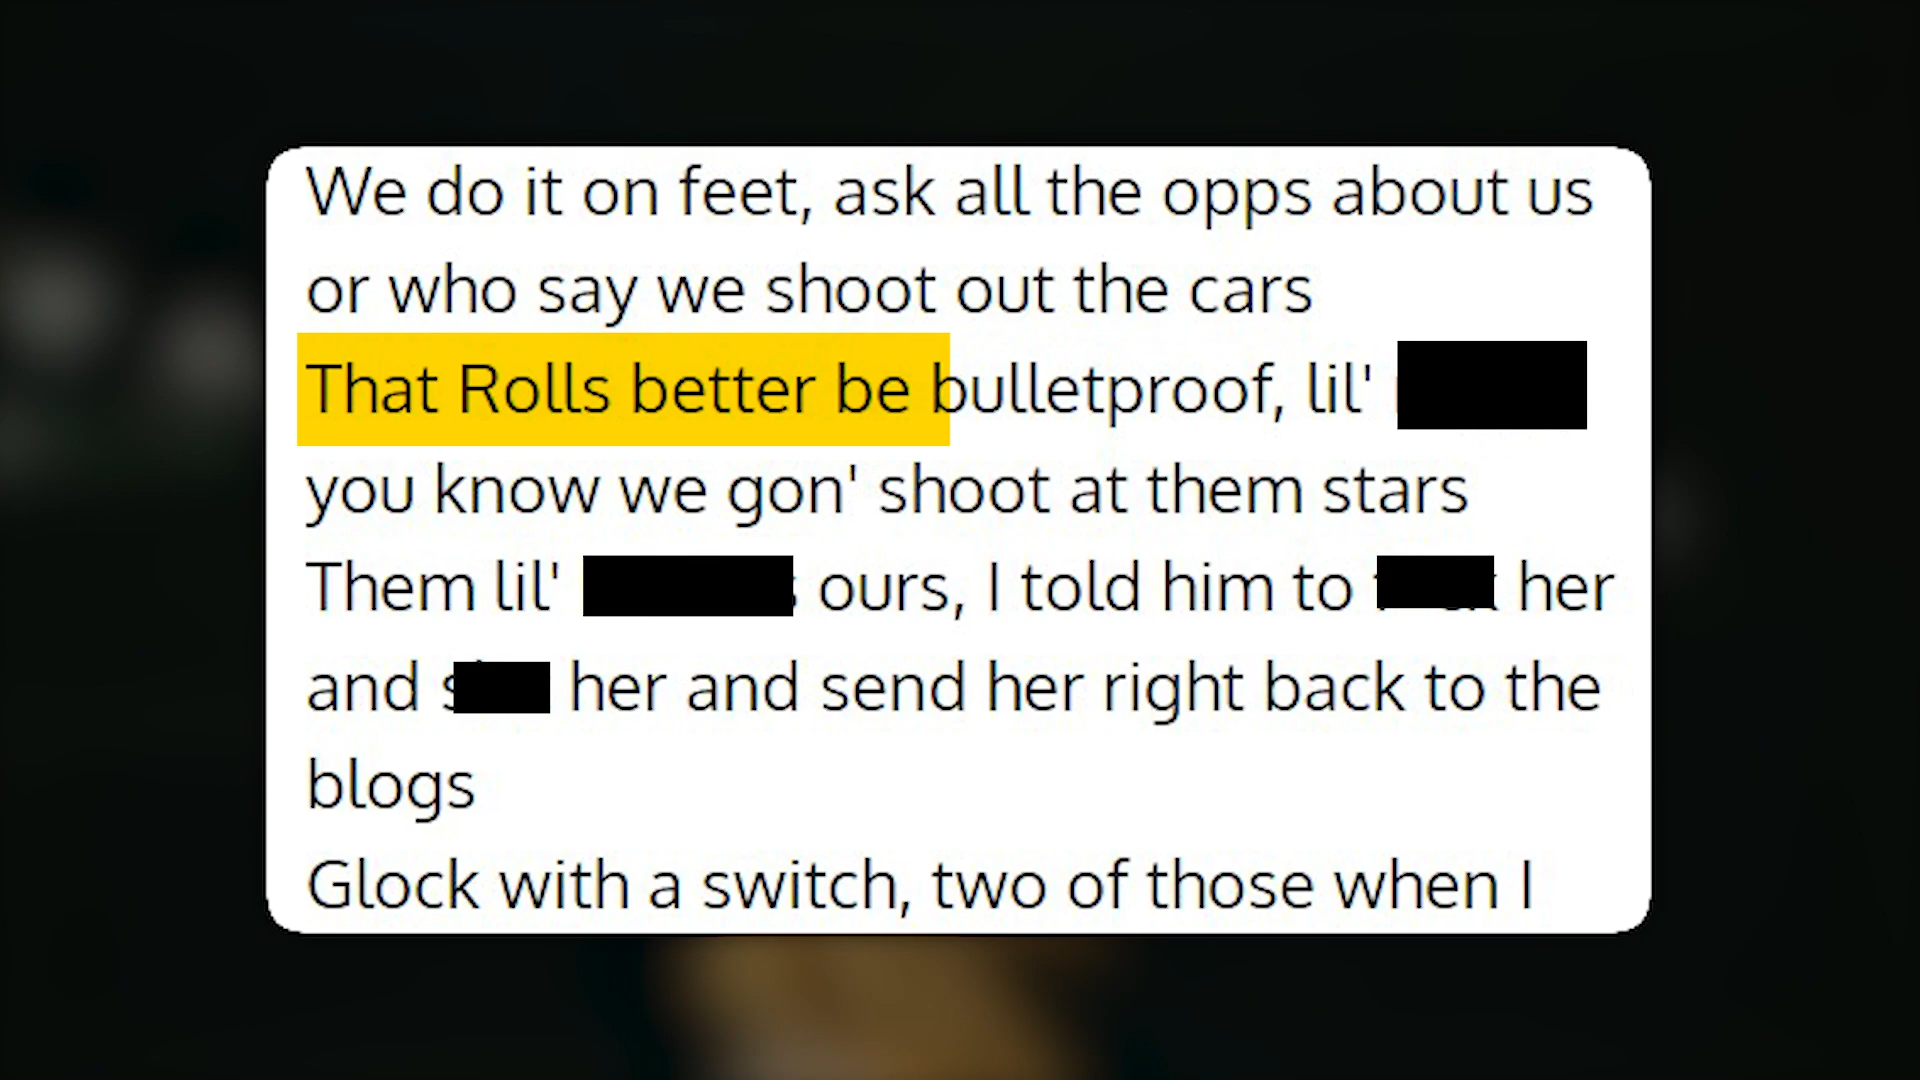 We do it on feet, ask all the opps about us
or who say we shoot out the cars
That Rolls better be bulletproof, lil'
you know we gon' shoot at them stars
Them lil' ours, I told him to her
and her and send her right back to the
blogs
Glock with a switch, two of those when I